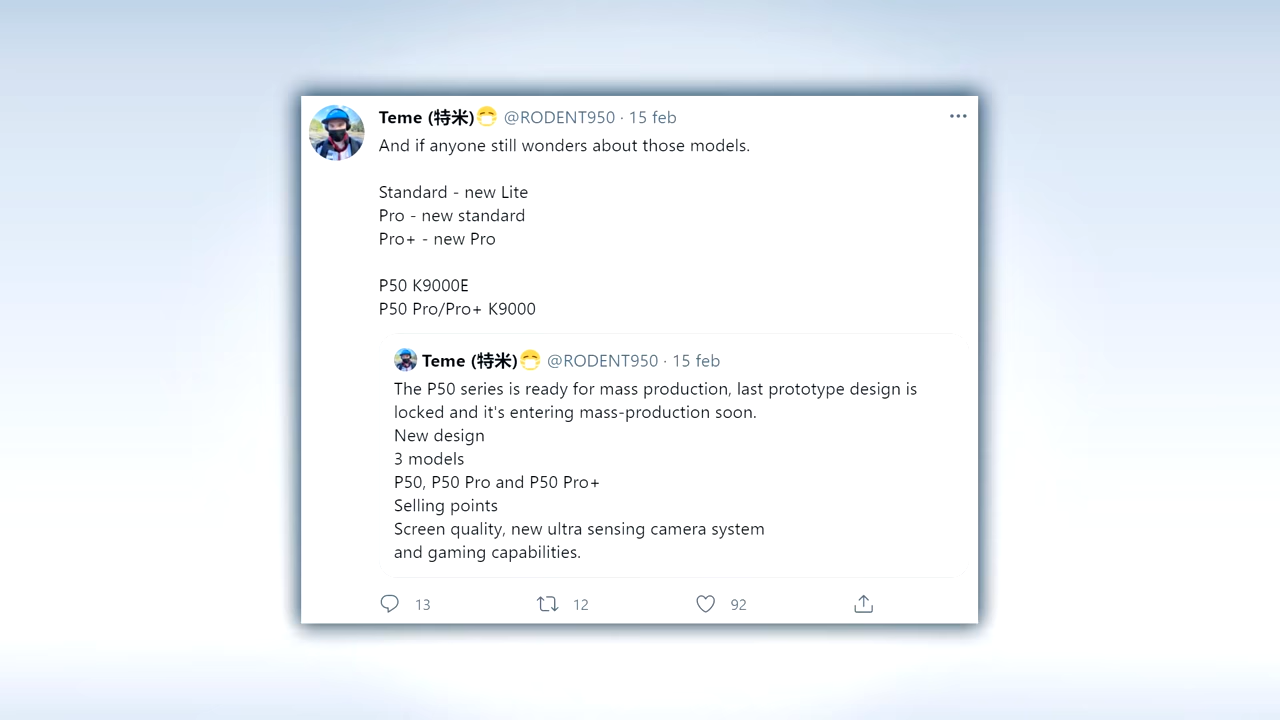 Teme (特米)😷 @RODENT950 · 15 feb
And if anyone still wonders about those models.
Standard - new Lite
Pro - new standard
Pro+ - new Pro
P50 K9000E
P50 Pro/Pro+ K9000
Teme (特米)😷 @RODENT950 · 15 feb
The P50 series is ready for mass production, last prototype design is
locked and it's entering mass-production soon.
New design
3 models
P50, P50 Pro and P50 Pro+
Selling points
Screen quality, new ultra sensing camera system
and gaming capabilities.
13 12 92